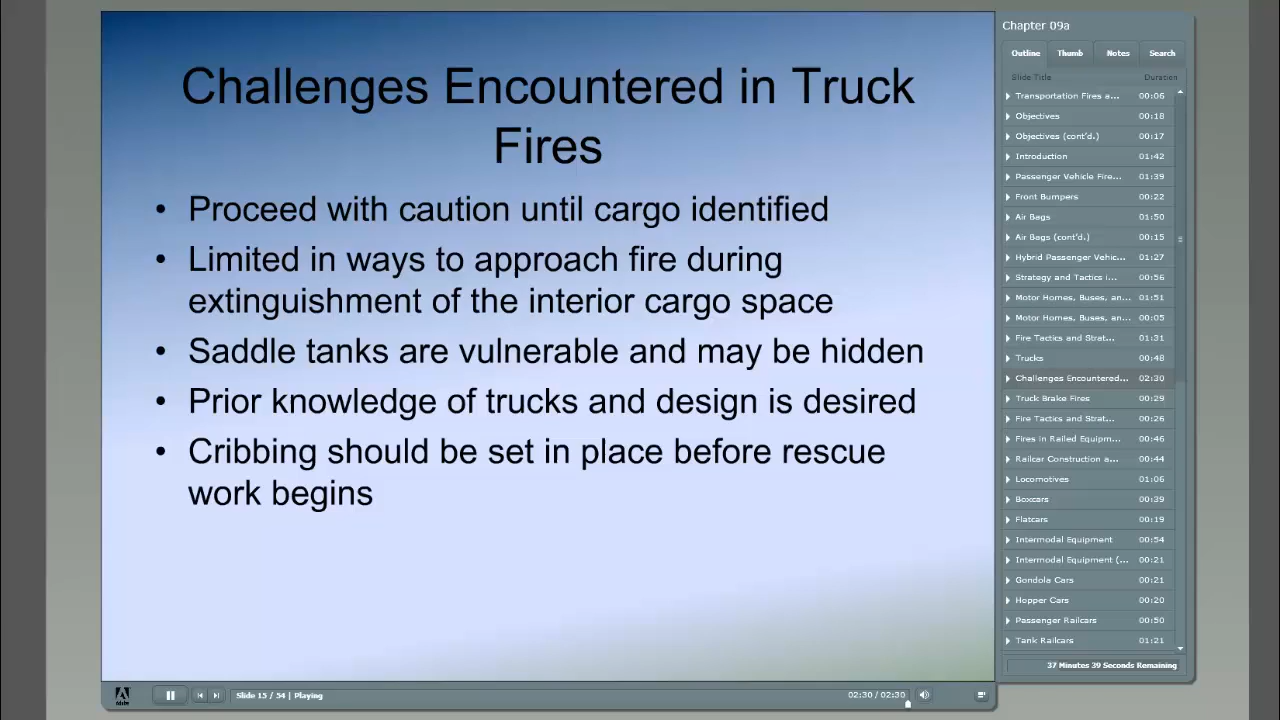 Challenges Encountered in Truck
Fires
• Proceed with caution until cargo identified
• Limited in ways to approach fire during
extinguishment of the interior cargo space
• Saddle tanks are vulnerable and may be hidden
• Prior knowledge of trucks and design is desired
• Cribbing should be set in place before rescue
work begins
Adobe
Slide 15 / 54 | Playing
02:30 / 02:30
Chapter 09a
Outline Thumb Notes Search
Slide Title Duration
Transportation Fires a... 00:06
Objectives 00:18
Objectives (cont'd.) 00:17
Introduction 01:42
Passenger Vehicle Fire... 01:39
Front Bumpers 00:22
Air Bags 01:50
Air Bags (cont'd.) 00:15
Hybrid Passenger Vehic... 01:27
Strategy and Tactics i... 00:56
Motor Homes, Buses, an... 01:51
Motor Homes, Buses, an... 00:05
Fire Tactics and Strat... 01:31
Trucks 00:48
Challenges Encountered... 02:30
Truck Brake Fires 00:29
Fire Tactics and Strat... 00:26
Fires in Railed Equipm... 00:46
Railcar Construction a... 00:44
Locomotives 01:06
Boxcars 00:39
Flatcars 00:19
Intermodal Equipment 00:54
Intermodal Equipment (... 00:21
Gondola Cars 00:21
Hopper Cars 00:20
Passenger Railcars 00:50
Tank Railcars 01:21
37 Minutes 39 Seconds Remaining